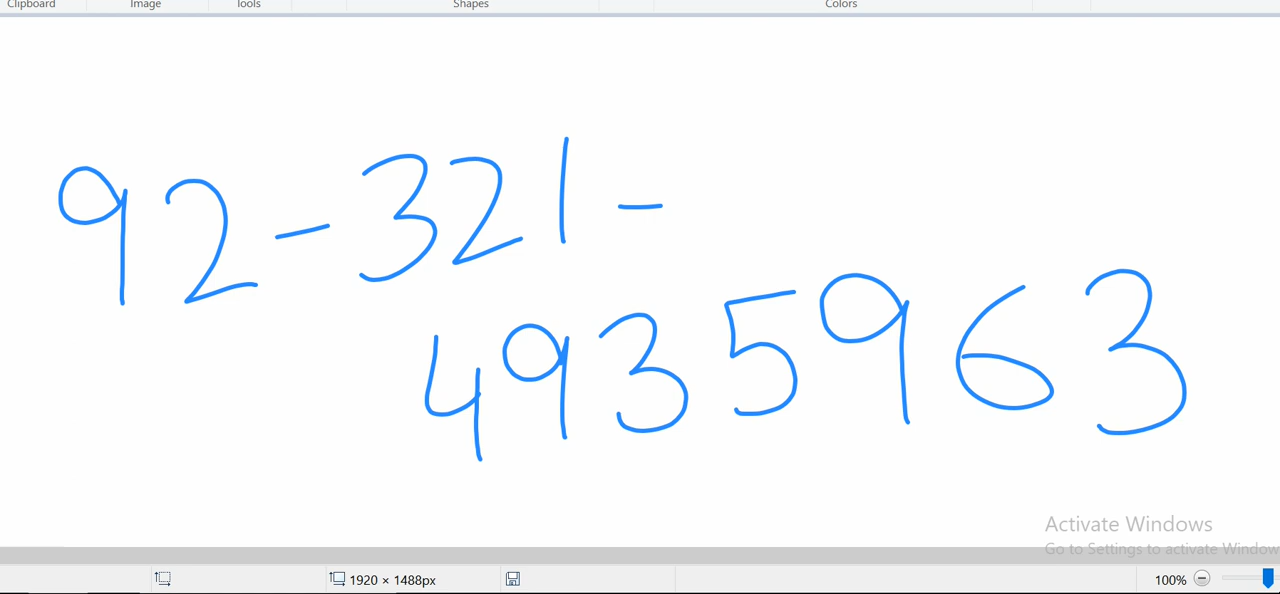 Clipboard Image Tools Shapes Colors
92-321-
4935963
Activate Windows
Go to Settings to activate Window
1920 × 1488px 100%